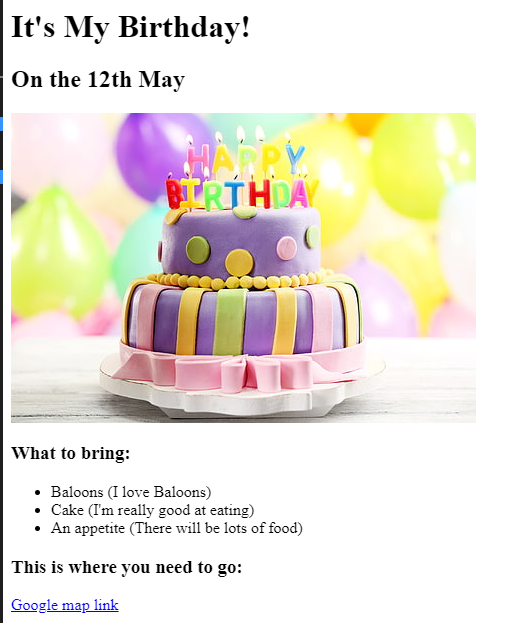 It's My Birthday!
On the 12th May
HAPPY
BIRTHDAY
What to bring:
Baloons (I love Baloons)
Cake (I'm really good at eating)
An appetite (There will be lots of food)
This is where you need to go:
Google map link